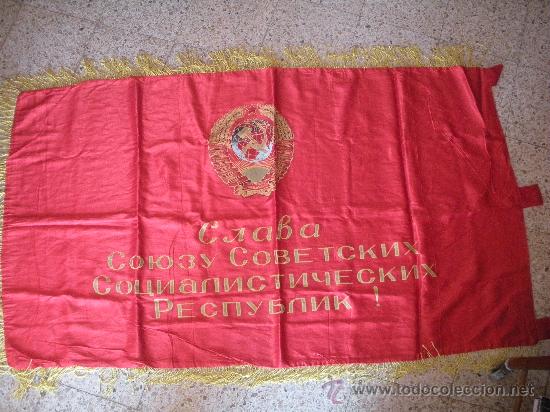 Слава
Союзу Советских
Социалистических
Республик !
www.todocoleccion.net